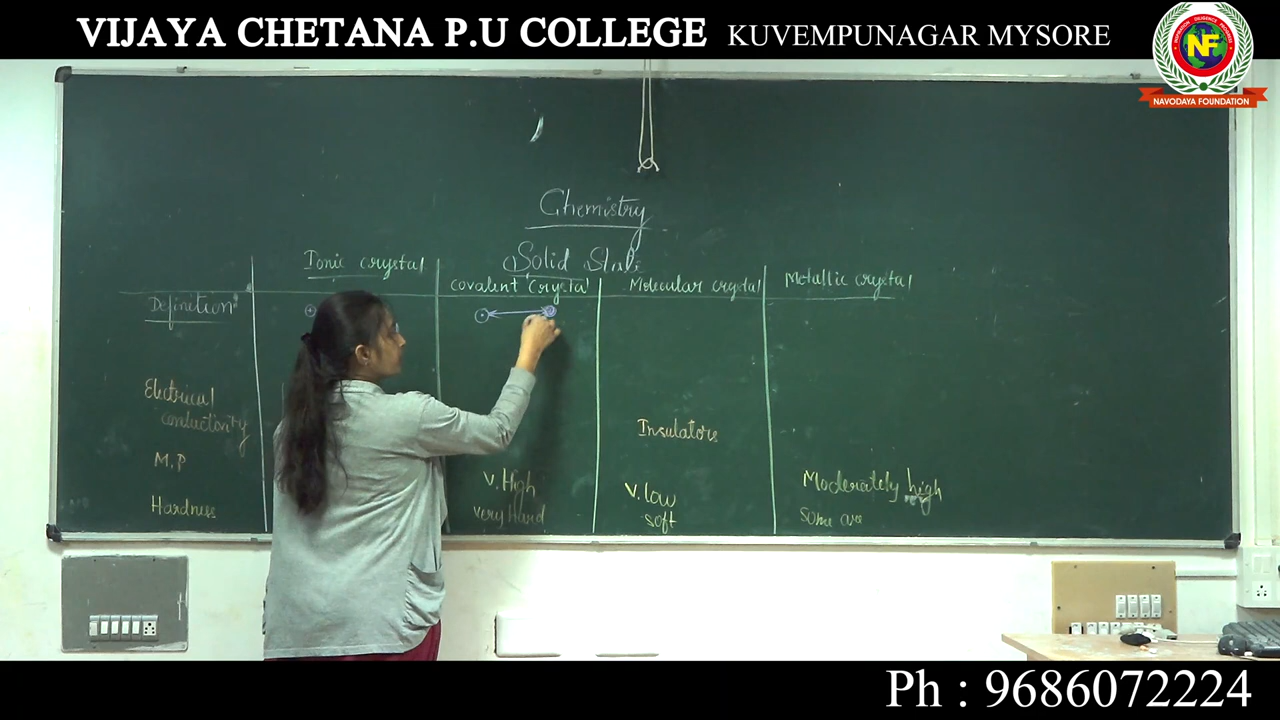 VIJAYA CHETANA P.U COLLEGE KUVEMPUNAGAR MYSORE
NF
NAVODAYA FOUNDATION
Chemistry
Solid State
Ionic crystal
covalent crystal
Molecular crystal
Metallic crystal
Definition
Electrical
conductivity
Insulators
M.P
V. High
V. low
Moderately high
Hardness
very Hard
soft
some are
Ph : 9686072224